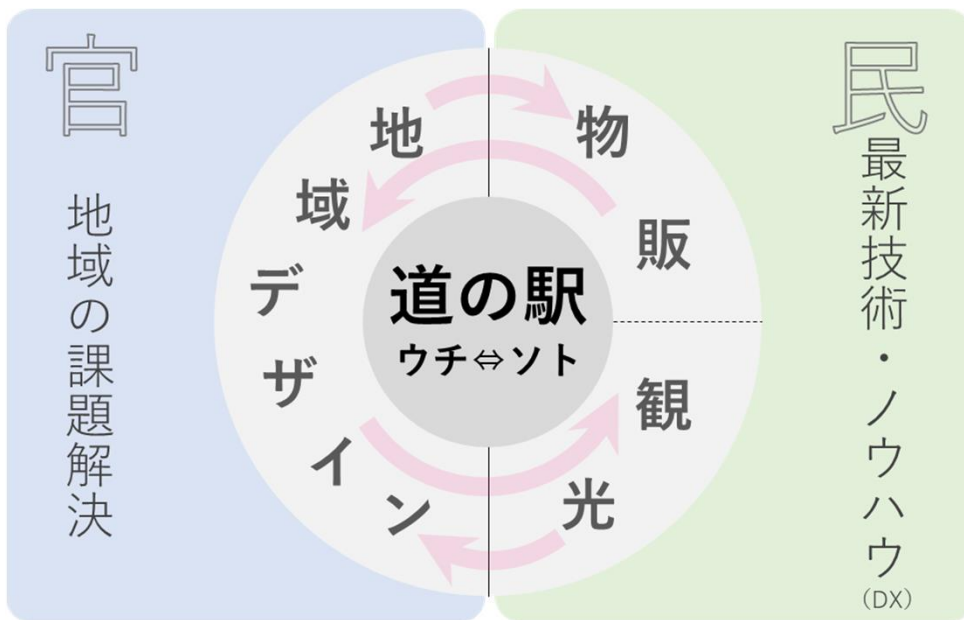 官
地域の課題解決
地域デザイン
道の駅
ウチ⇔ソト
物販
観光
民
最新技術・ノウハウ
(DX)